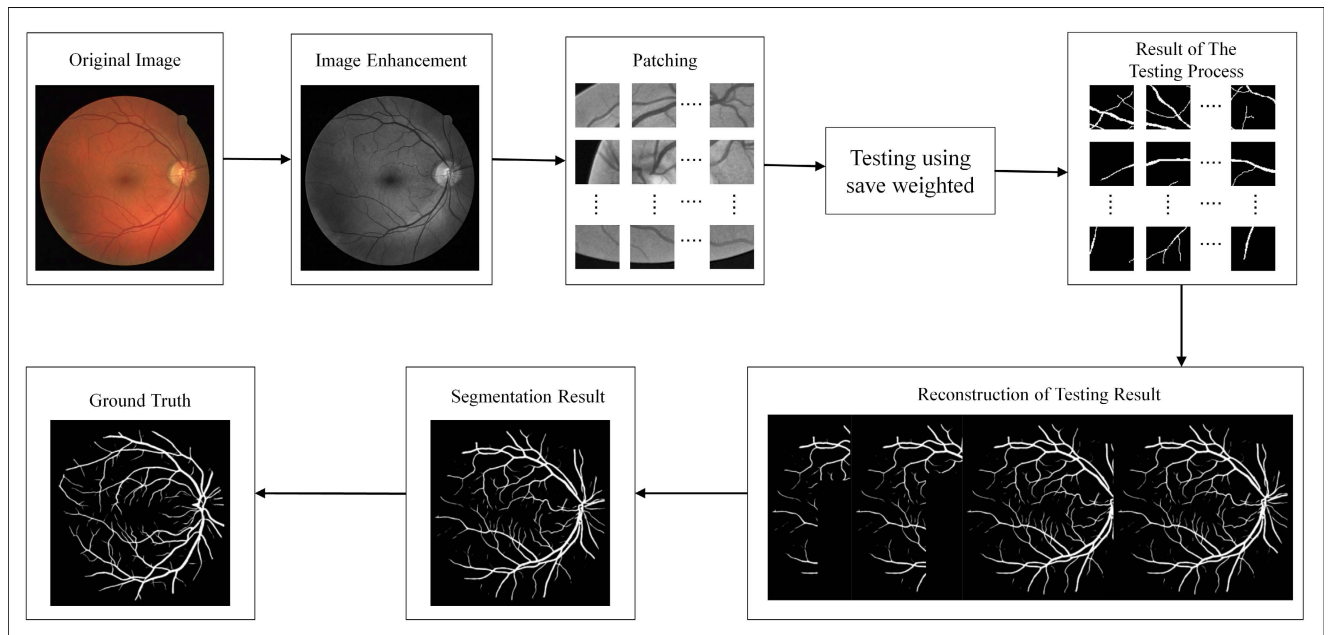 Original Image
Image Enhancement
Patching
Testing using
save weighted
Result of The
Testing Process
Ground Truth
Segmentation Result
Reconstruction of Testing Result